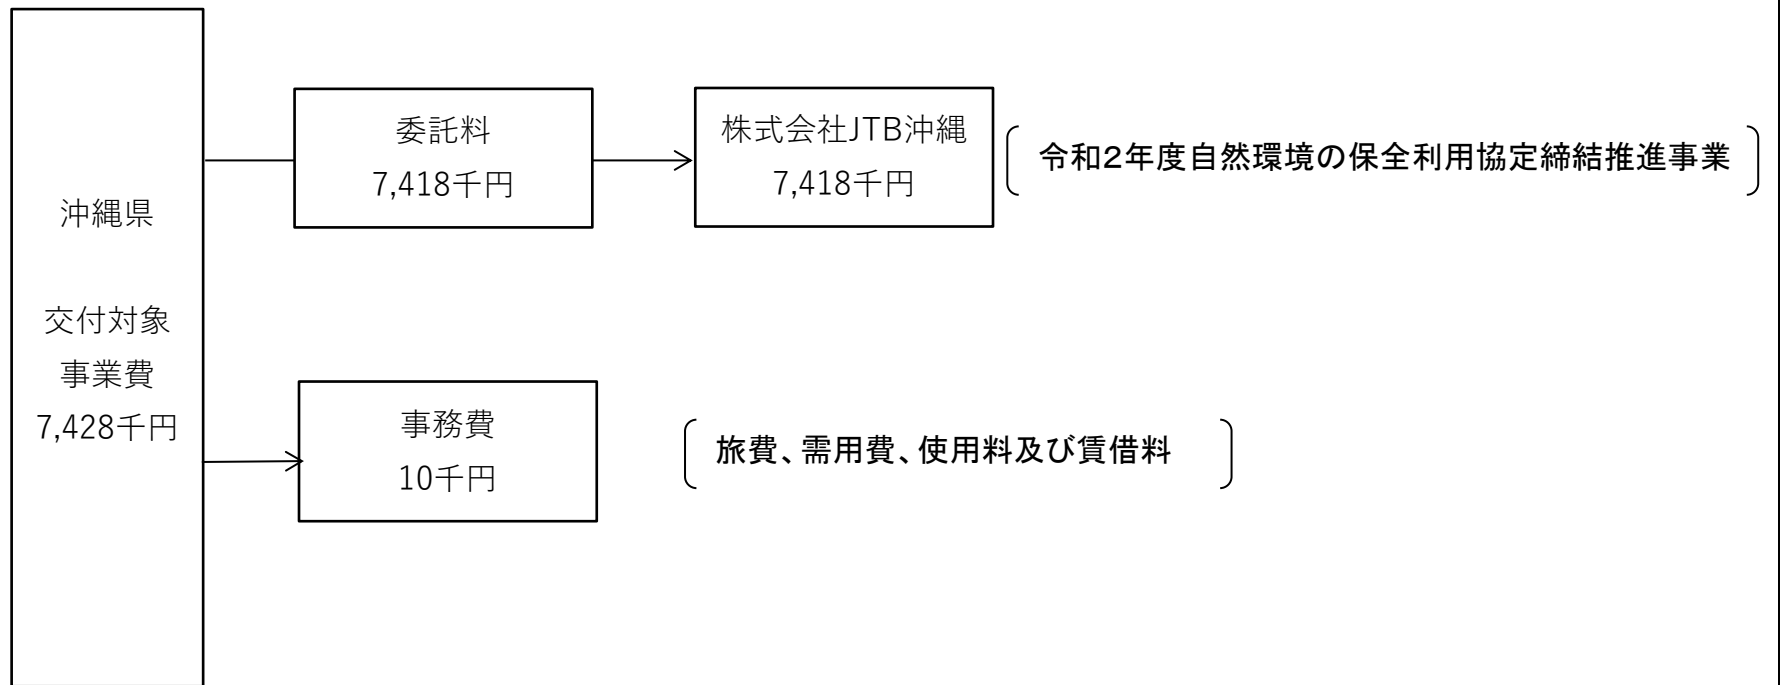 沖縄県
交付対象
事業費
7,428千円
委託料
7,418千円
株式会社JTB沖縄
7,418千円
令和2年度自然環境の保全利用協定締結推進事業
事務費
10千円
旅費、需用費、使用料及び賃借料